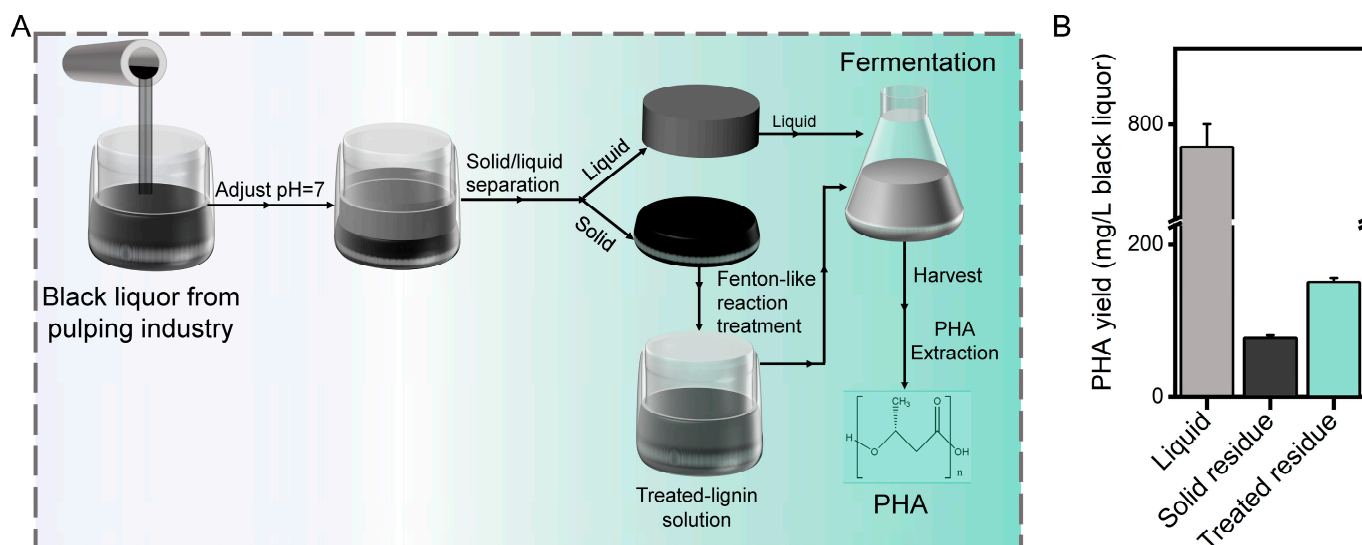 A
Black liquor from
pulping industry
Adjust pH=7
Solid/liquid
separation
Liquid
Solid
Liquid
Fenton-like
reaction
treatment
Treated-lignin
solution
Fermentation
Harvest
PHA
Extraction
CH₃
O
H
O
OH
n
PHA
B
PHA yield (mg/L black liquor)
800
200
0
Liquid
Solid residue
Treated residue